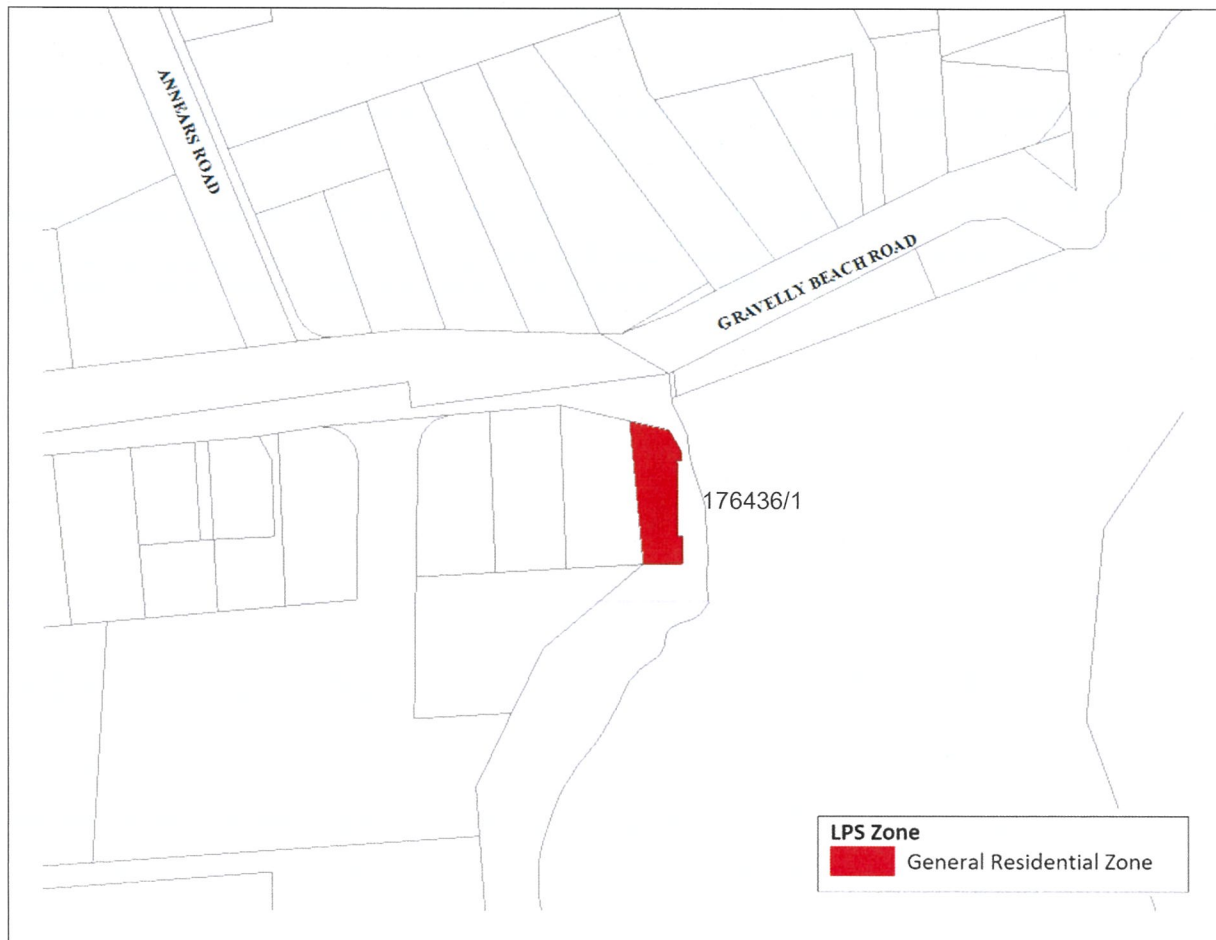 ANNEARS ROAD
GRAVELLY BEACH ROAD
176436/1
LPS Zone
General Residential Zone